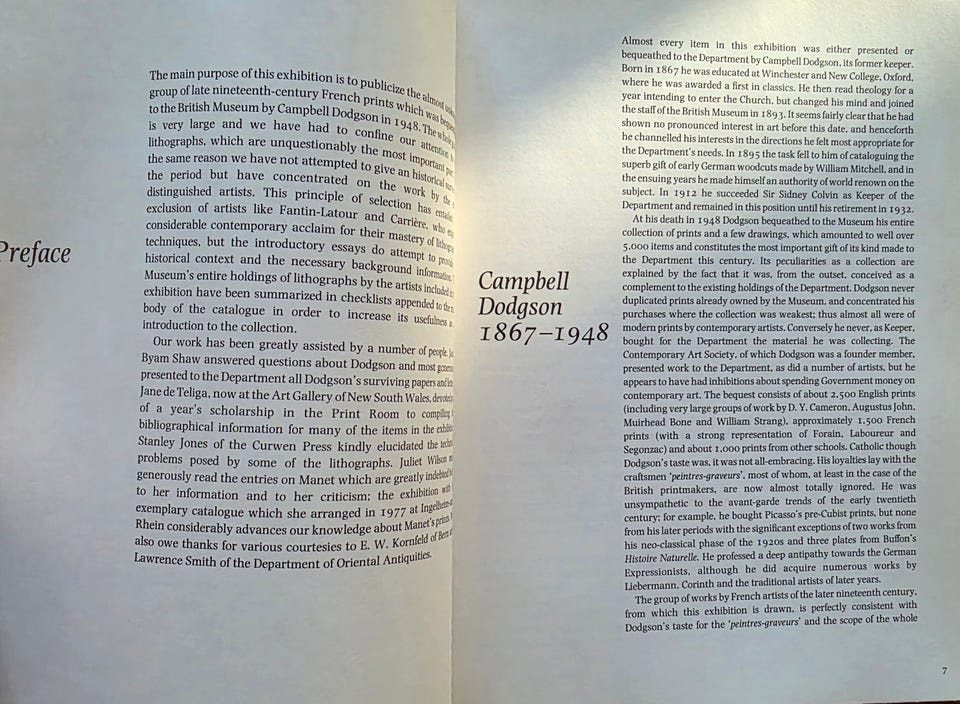 Preface
The main purpose of this exhibition is to publicize the almost
group of late nineteenth-century French prints which was
to the British Museum by Campbell Dodgson in 1948. The
is very large and we have had to confine our attention
lithographs, which are unquestionably the most important
the same reason we have not attempted to give an historical
the period but have concentrated on the work by the
distinguished artists. This principle of selection has
exclusion of artists like Fantin-Latour and Carrière, who
considerable contemporary acclaim for their mastery of
techniques, but the introductory essays do attempt to
historical context and the necessary background information.
Museum's entire holdings of lithographs by the artists included
exhibition have been summarized in checklists appended to the
body of the catalogue in order to increase its usefulness
introduction to the collection.
Our work has been greatly assisted by a number of people.
Byam Shaw answered questions about Dodgson and most
presented to the Department all Dodgson's surviving papers
Jane de Teliga, now at the Art Gallery of New South Wales, devoted
of a year's scholarship in the Print Room to compiling
bibliographical information for many of the items in the
Stanley Jones of the Curwen Press kindly elucidated the
problems posed by some of the lithographs. Juliet Wilson
generously read the entries on Manet which are greatly indebted
to her information and to her criticism; the exhibition
exemplary catalogue which she arranged in 1977 at
Rhein considerably advances our knowledge about Manet's prints.
also owe thanks for various courtesies to E. W. Kornfeld of Bern
Lawrence Smith of the Department of Oriental Antiquities.
Campbell
Dodgson
1867–1948
Almost every item in this exhibition was either presented or
bequeathed to the Department by Campbell Dodgson, its former keeper.
Born in 1867 he was educated at Winchester and New College, Oxford,
where he was awarded a first in classics. He then read theology for a
year intending to enter the Church, but changed his mind and joined
the staff of the British Museum in 1893. It seems fairly clear that he had
shown no pronounced interest in art before this date, and henceforth
he channelled his interests in the directions he felt most appropriate for
the Department's needs. In 1895 the task fell to him of cataloguing the
superb gift of early German woodcuts made by William Mitchell, and in
the ensuing years he made himself an authority of world renown on the
subject. In 1912 he succeeded Sir Sidney Colvin as Keeper of the
Department and remained in this position until his retirement in 1932.
At his death in 1948 Dodgson bequeathed to the Museum his entire
collection of prints and a few drawings, which amounted to well over
5,000 items and constitutes the most important gift of its kind made to
the Department this century. Its peculiarities as a collection are
explained by the fact that it was, from the outset, conceived as a
complement to the existing holdings of the Department. Dodgson never
duplicated prints already owned by the Museum, and concentrated his
purchases where the collection was weakest; thus almost all were of
modern prints by contemporary artists. Conversely he never, as Keeper,
bought for the Department the material he was collecting. The
Contemporary Art Society, of which Dodgson was a founder member,
presented work to the Department, as did a number of artists, but he
appears to have had inhibitions about spending Government money on
contemporary art. The bequest consists of about 2,500 English prints
(including very large groups of work by D. Y. Cameron, Augustus John,
Muirhead Bone and William Strang), approximately 1,500 French
prints (with a strong representation of Forain, Laboureur and
Segonzac) and about 1,000 prints from other schools. Catholic though
Dodgson's taste was, it was not all-embracing. His loyalties lay with the
craftsmen 'peintres-graveurs', most of whom, at least in the case of the
British printmakers, are now almost totally ignored. He was
unsympathetic to the avant-garde trends of the early twentieth
century; for example, he bought Picasso's pre-Cubist prints, but none
from his later periods with the significant exceptions of two works from
his neo-classical phase of the 1920s and three plates from Buffon's
Histoire Naturelle. He professed a deep antipathy towards the German
Expressionists, although he did acquire numerous works by
Liebermann, Corinth and the traditional artists of later years.
The group of works by French artists of the later nineteenth century,
from which this exhibition is drawn, is perfectly consistent with
Dodgson's taste for the 'peintres-graveurs' and the scope of the whole
7